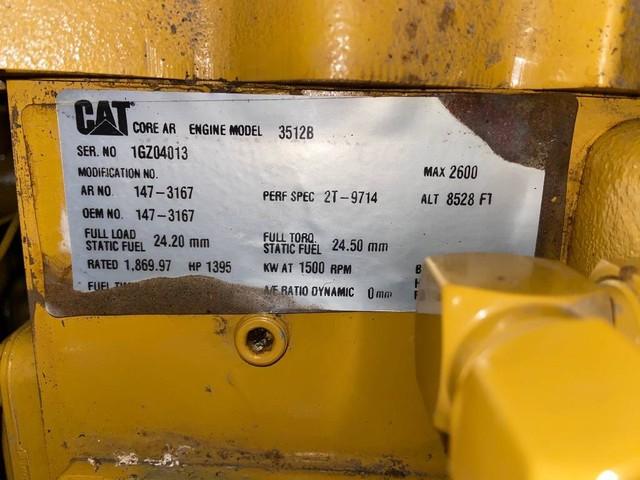 CAT CORE AR ENGINE MODEL 3512B
SER. NO 1GZ04013
MODIFICATION NO. MAX 2600
AR NO. 147-3167 PERF SPEC 2T-9714 ALT 8528 FT
OEM NO. 147-3167
FULL LOAD STATIC FUEL 24.20 mm FULL TORQ STATIC FUEL 24.50 mm
RATED 1,869.97 HP 1395 KW AT 1500 RPM
FUEL A/F RATIO DYNAMIC 0 mm